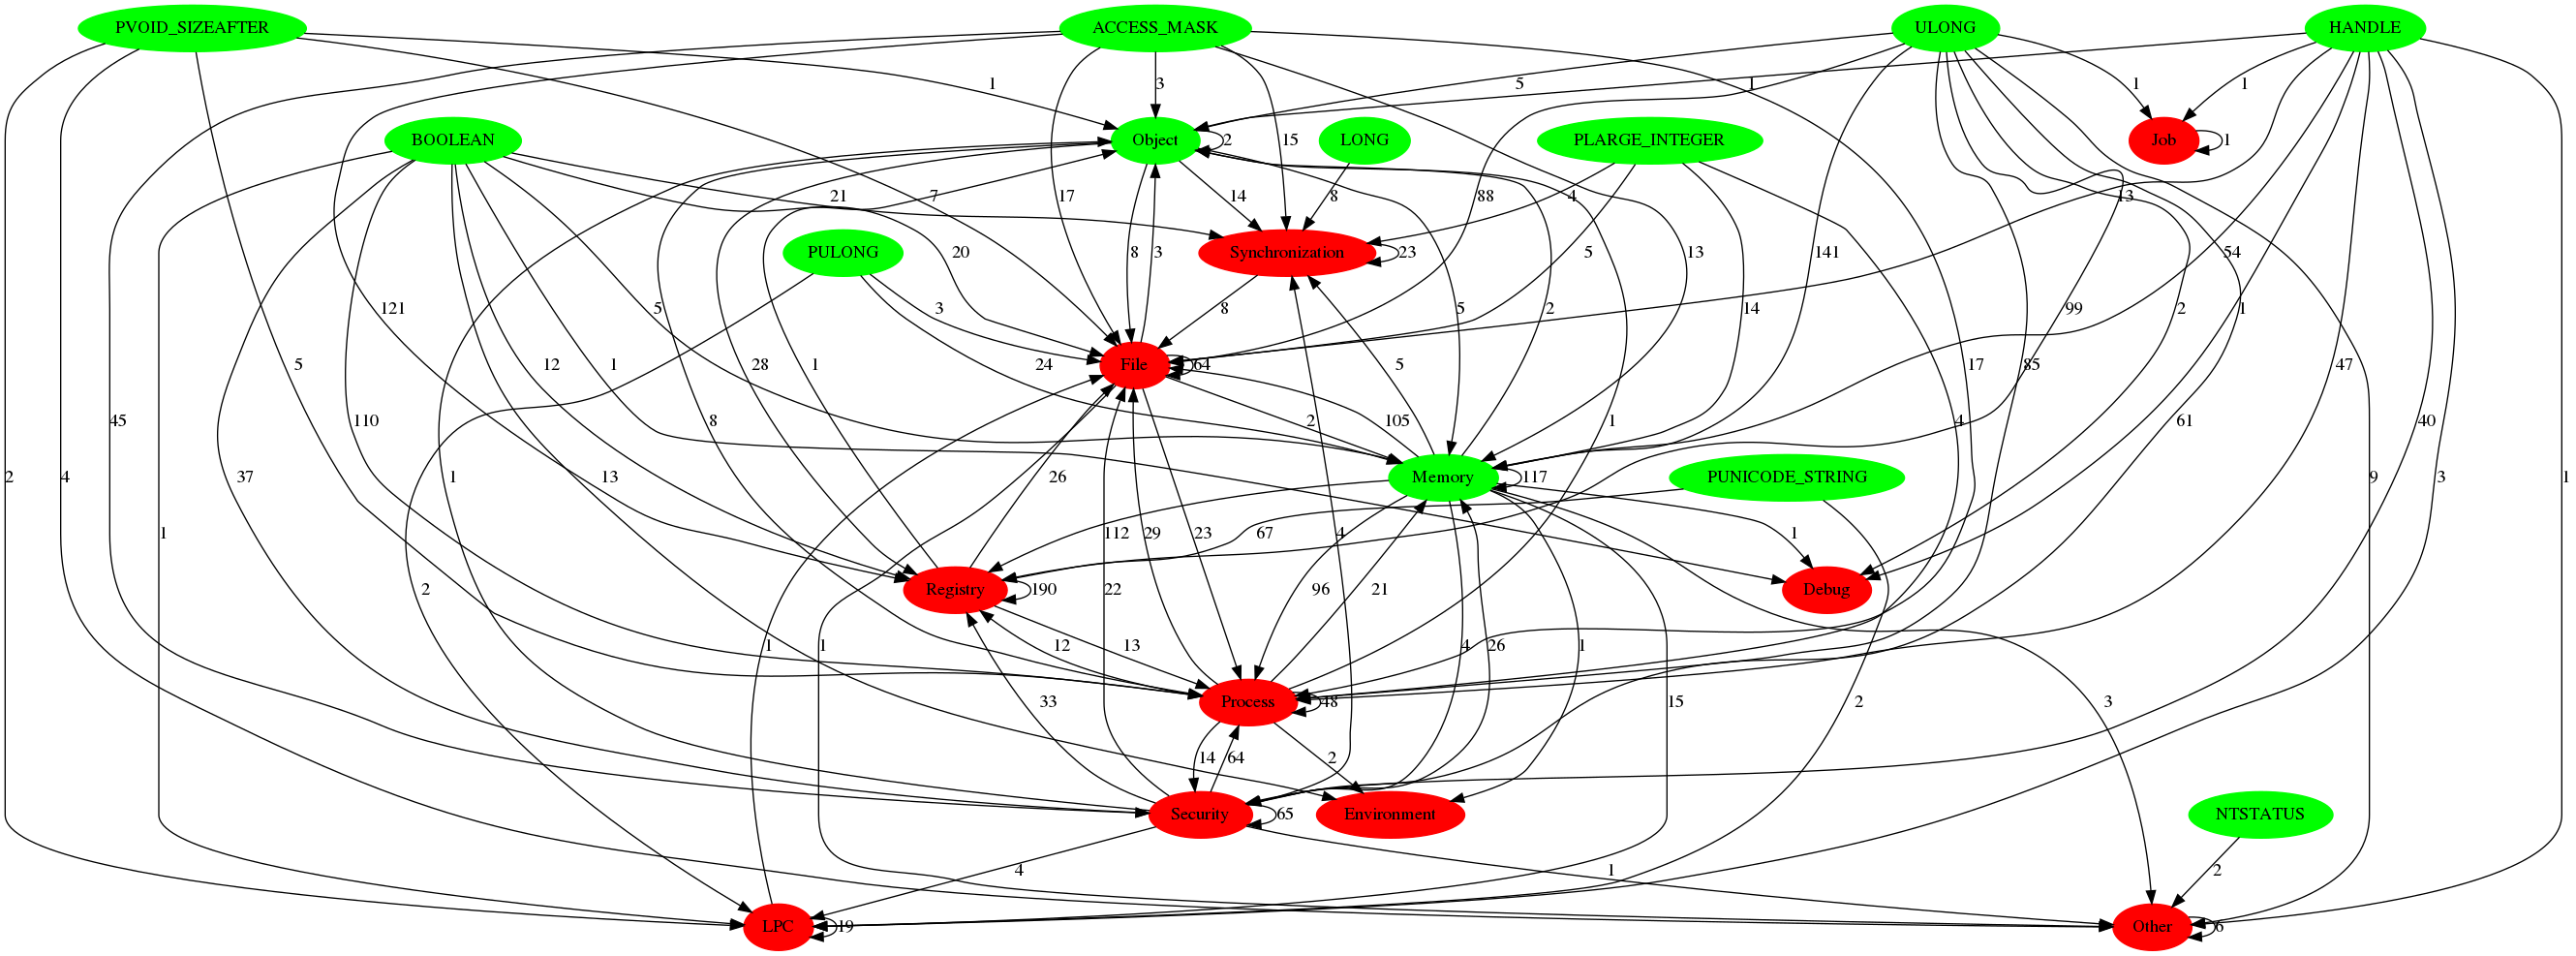 PVOID_SIZEAFTER ACCESS_MASK ULONG HANDLE
1 3 5 1 1 1
BOOLEAN Object 2 LONG PLARGE_INTEGER Job 1
21 7 17 8 3 14 15 8 88 4 13
PULONG Synchronization 23
20 13 5 141 2 54
121 5 3 8 5 2 14 99 1
File 64
12 1 24 28 1 5 17 85 47
45 110 8 2 105 1 4 61 40
2 4 5 37 13 1 26 Memory 117 PUNICODE_STRING 9 3 1
1 112 29 23 4 67 1
Registry 190 Debug
2 22 96 21
1 1 12 13 4 26 1
33 Process 48 15 2 3
14 64 2
Security 65 Environment NTSTATUS
4 1 2
LPC 19 Other 6